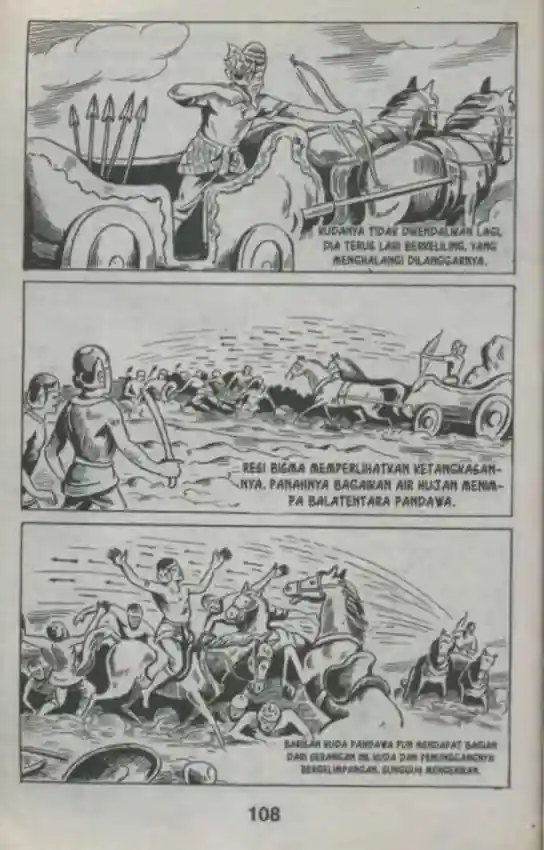 KUDANYA TIDAK DIKENDALIKAN LAGI,
DIA TERUS LARI BERKELILING, YANG
MENGHALANGI DILANGGARNYA.
RESI BISMA MEMPERLIHATKAN KETANGKASAN-
NYA. PANAHNYA BAGAIKAN AIR HUJAN MENIM-
PA BALATENTARA PANDAWA.
BARISAN KUDA PANDAWA PUN MENDAPAT BAGIAN
DARI SERANGAN INI. KUDA DAN PENUNGGANGNYA
BERGELIMPANGAN. SUNGGUH MENGERIKAN.
108